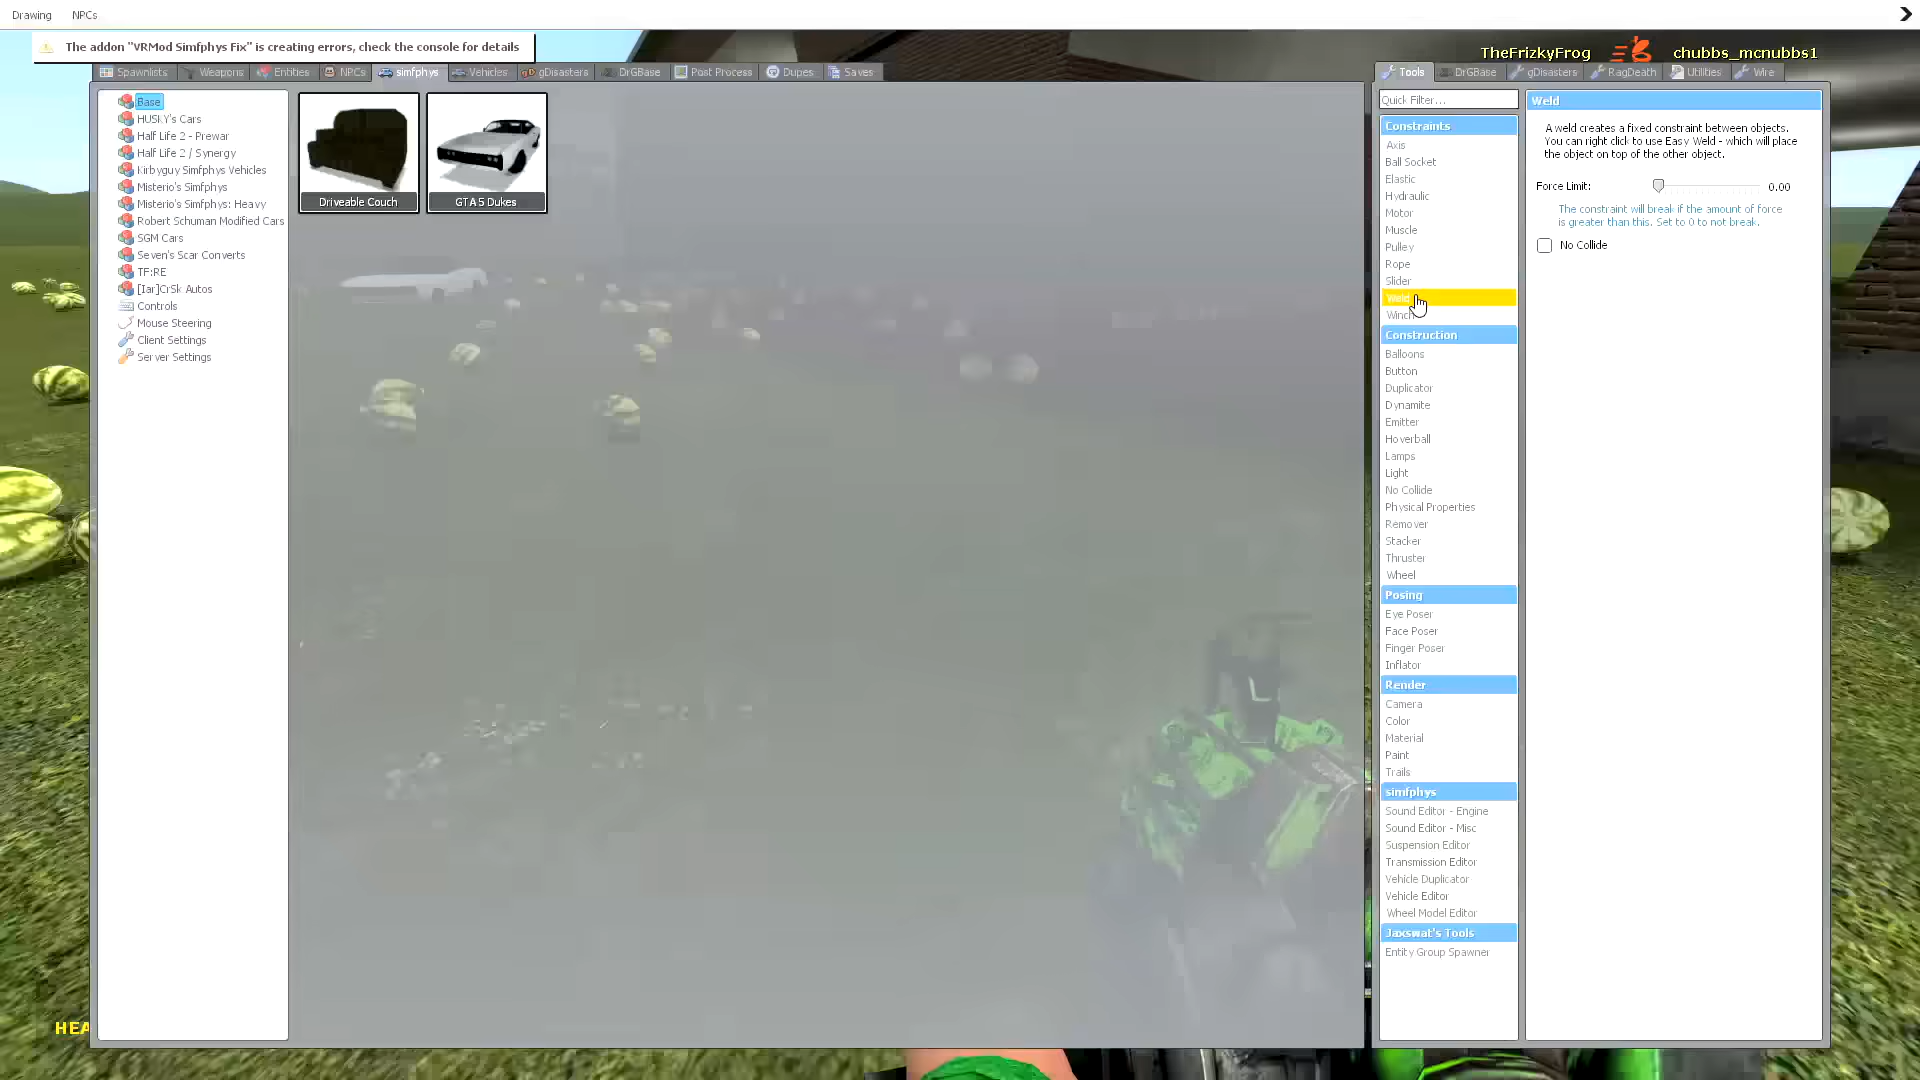 Drawing NPCs
The addon "VRMod Simfphys Fix" is creating errors, check the console for details
TheFrizkyFrog chubbs_mcnubbs1
Spawnlists Weapons Entities NPCs simfphys Vehicles gDisasters DrGBase Post Process Dupes Saves
Base
HUSKY's Cars
Half Life 2 - Prewar
Half Life 2 / Synergy
Kirbyguy Simfphys Vehicles
Misterio's Simfphys
Misterio's Simfphys: Heavy
Robert Schuman Modified Cars
SGM Cars
Seven's Scar Converts
TF:RE
[Iar]CrSk Autos
Controls
Mouse Steering
Client Settings
Server Settings
Driveable Couch
GTA 5 Dukes
HEA
Tools DrGBase gDisasters RagDeath Utilities Wire
Quick Filter...
Constraints
Axis
Ball Socket
Elastic
Hydraulic
Motor
Muscle
Pulley
Rope
Slider
Weld
Winch
Construction
Balloons
Button
Duplicator
Dynamite
Emitter
Hoverball
Lamps
Light
No Collide
Physical Properties
Remover
Stacker
Thruster
Wheel
Posing
Eye Poser
Face Poser
Finger Poser
Inflator
Render
Camera
Color
Material
Paint
Trails
simfphys
Sound Editor - Engine
Sound Editor - Misc
Suspension Editor
Transmission Editor
Vehicle Duplicator
Vehicle Editor
Wheel Model Editor
Jaxswat's Tools
Entity Group Spawner
Weld
A weld creates a fixed constraint between objects.
You can right click to use Easy Weld - which will place
the object on top of the other object.
Force Limit: 0.00
The constraint will break if the amount of force
is greater than this. Set to 0 to not break.
No Collide